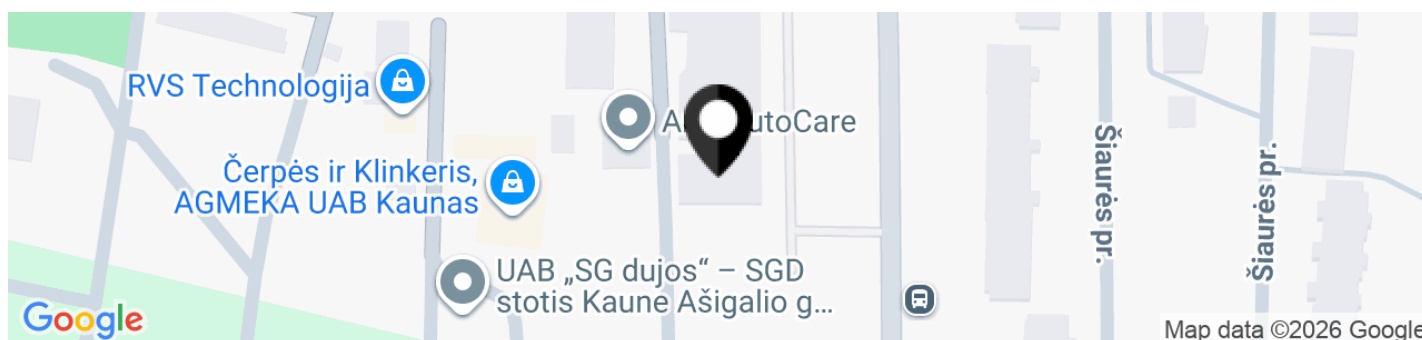 RVS Technologija
utoCare
Čerpės ir Klinkeris,
AGMEKA UAB Kaunas
UAB „SG dujos“ – SGD
stotis Kaune Ašigalio g...
Šiaurės pr.
Šiaurės pr.
Google
Map data ©2026 Google